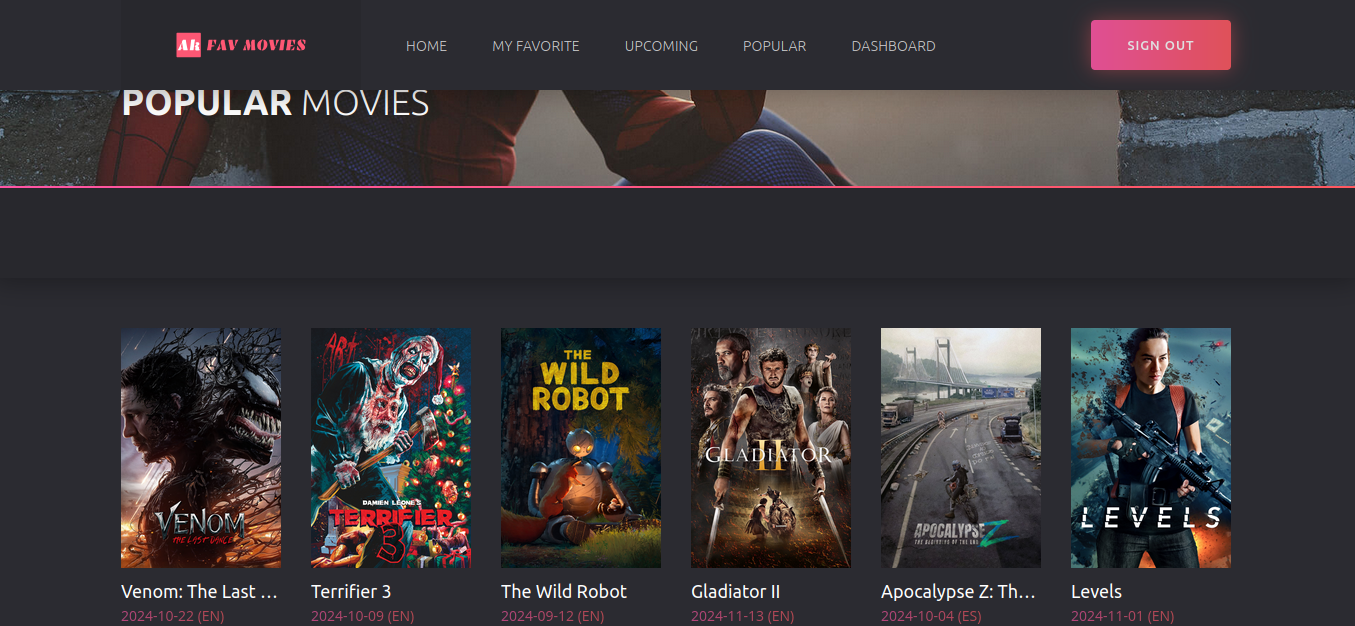 AR FAV MOVIES
HOME MY FAVORITE UPCOMING POPULAR DASHBOARD
SIGN OUT
POPULAR MOVIES
VENOM
THE LAST DANCE
ART
DAMIEN LEONE'S
TERRIFIER
3
THE
WILD
ROBOT
GLADIATOR
II
APOCALYPSE Z
THE BEGINNING OF THE END
LEVELS
Venom: The Last ...
2024-10-22 (EN)
Terrifier 3
2024-10-09 (EN)
The Wild Robot
2024-09-12 (EN)
Gladiator II
2024-11-13 (EN)
Apocalypse Z: Th...
2024-10-04 (ES)
Levels
2024-11-01 (EN)